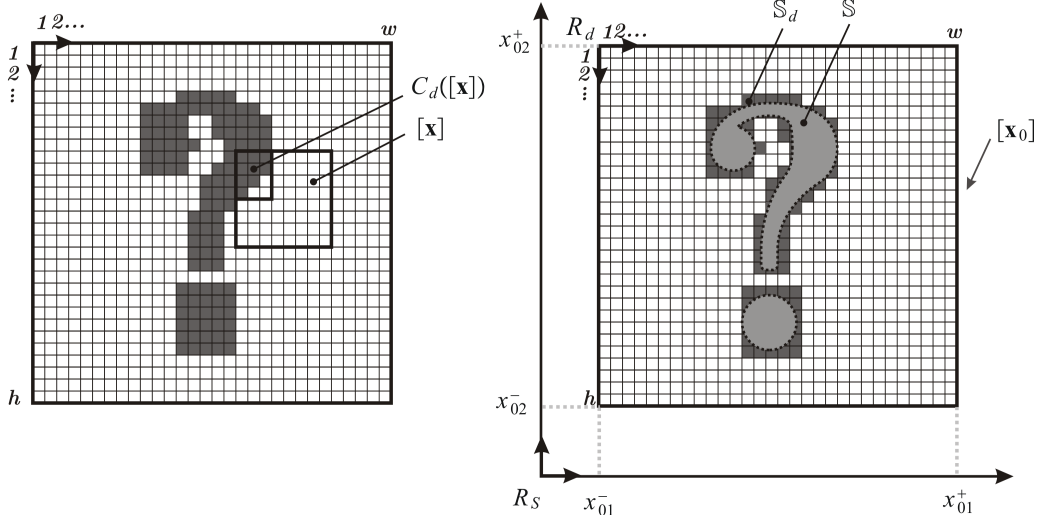 1 2...
w
1
2
...
h
C_d([x])
[x]
𝕊_d
𝕊
x_02^+
R_d
1 2...
w
1
2
...
h
[x_0]
x_02^-
R_S
x_01^-
x_01^+